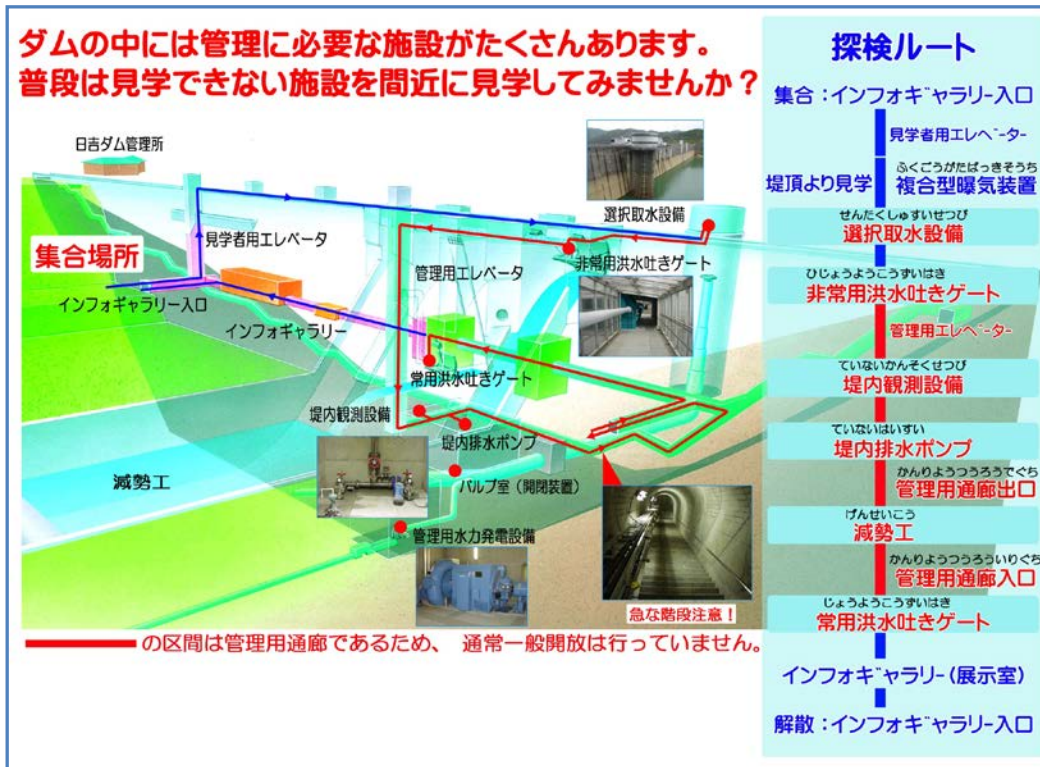 ダムの中には管理に必要な施設がたくさんあります。
普段は見学できない施設を間近に見学してみませんか？
日吉ダム管理所
選択取水設備
集合場所
見学者用エレベータ
管理用エレベータ
非常用洪水吐きゲート
インフォギャラリー入口
インフォギャラリー
常用洪水吐きゲート
堤内観測設備
堤内排水ポンプ
減勢工
バルブ室（開閉装置）
管理用水力発電設備
急な階段注意！
の区間は管理用通廊であるため、 通常一般開放は行っていません。
探検ルート
集合：インフォギャラリー入口
見学者用エレベーター
ふくごうがたばっきそうち
堤頂より見学 複合型曝気装置
せんたくしゅすいせつび
選択取水設備
ひじょうようこうずいはき
非常用洪水吐きゲート
管理用エレベーター
ていないかんそくせつび
堤内観測設備
ていないはいすい
堤内排水ポンプ
かんりようつうろうでぐち
管理用通廊出口
げんせいこう
減勢工
かんりようつうろういりぐち
管理用通廊入口
じょうようこうずいはき
常用洪水吐きゲート
インフォギャラリー（展示室）
解散：インフォギャラリー入口